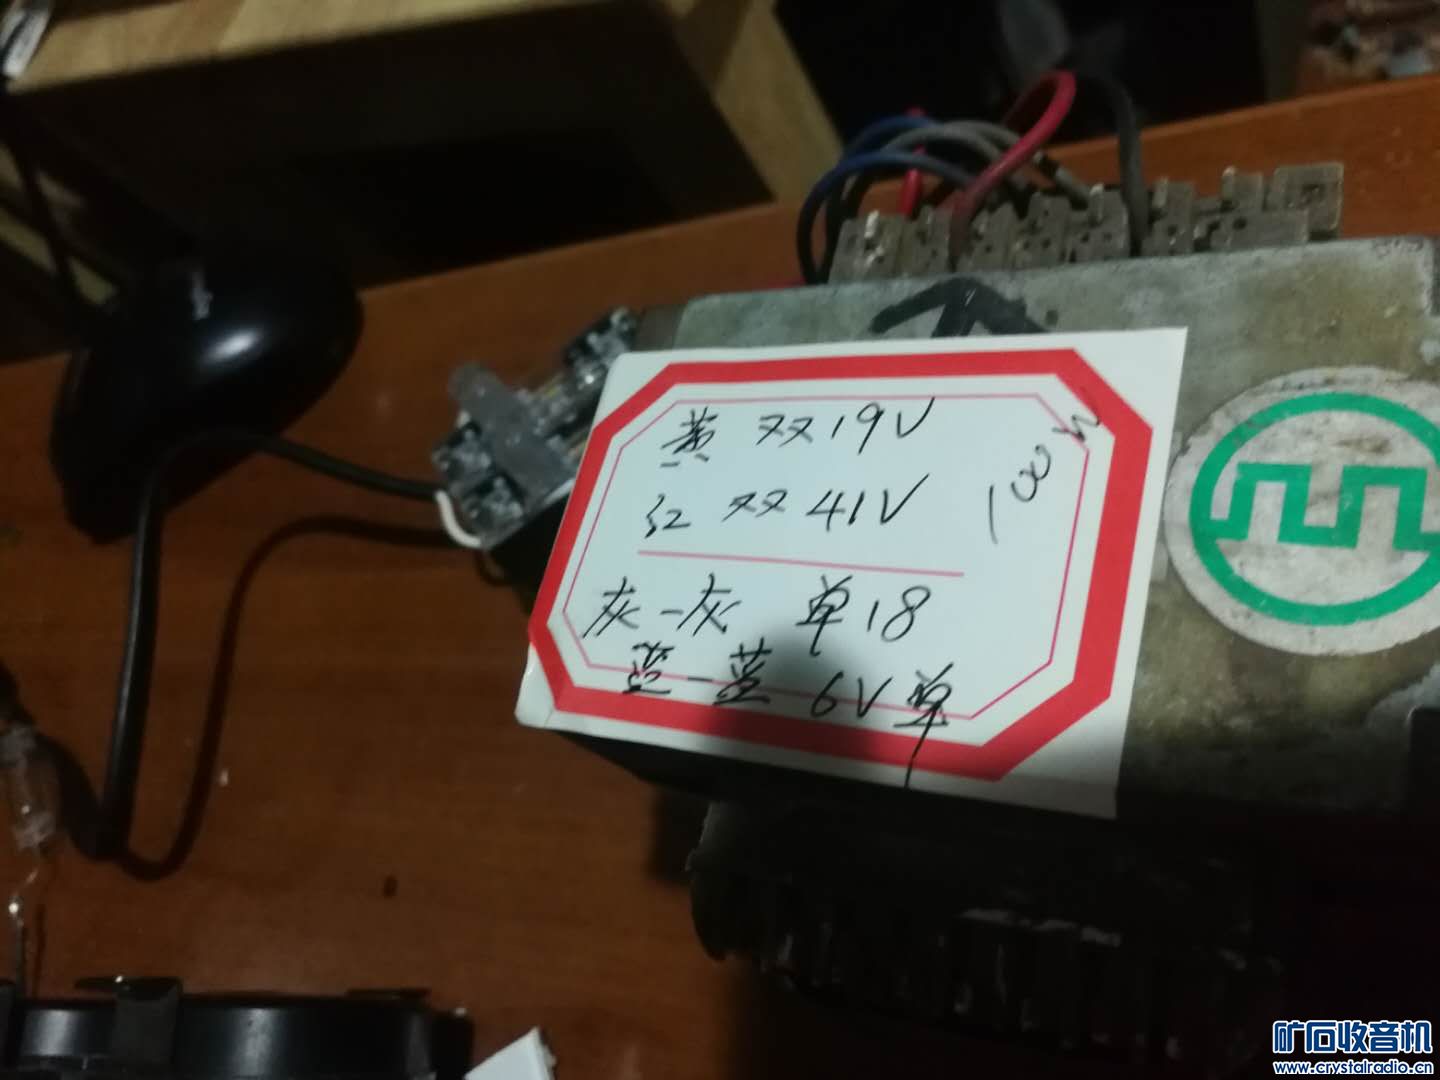 黄 双19V
红 双41V
100W
灰-灰 单18
蓝-蓝 6V单
矿石收音机
www.crystalradio.cn